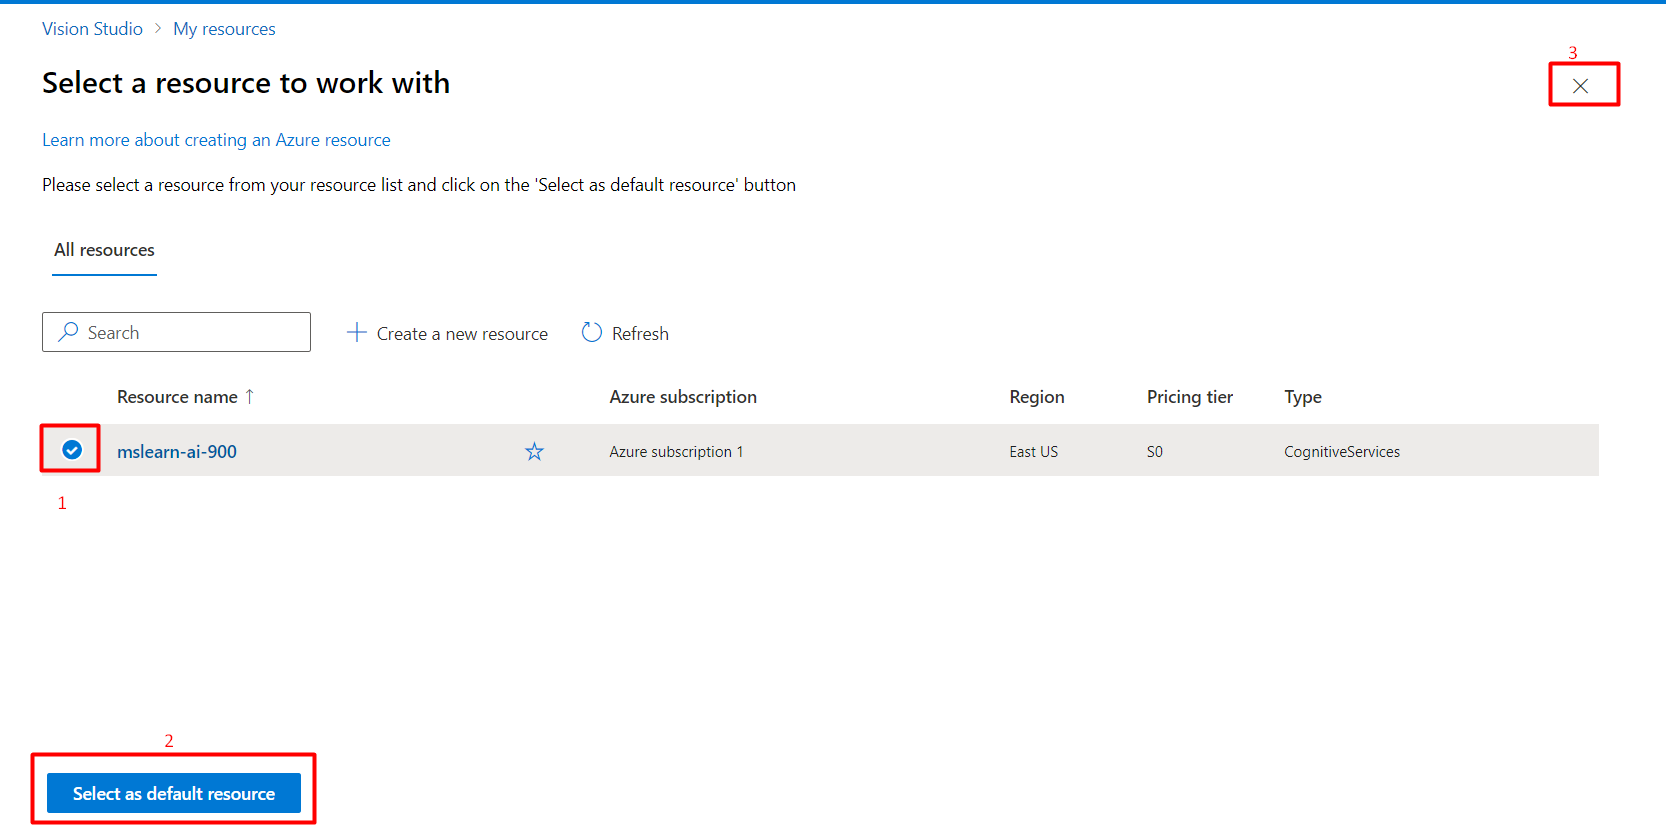 Vision Studio > My resources
3
Select a resource to work with
Learn more about creating an Azure resource
Please select a resource from your resource list and click on the 'Select as default resource' button
All resources
Search
Create a new resource
Refresh
Resource name ↑ Azure subscription Region Pricing tier Type
mslearn-ai-900 Azure subscription 1 East US S0 CognitiveServices
1
2
Select as default resource